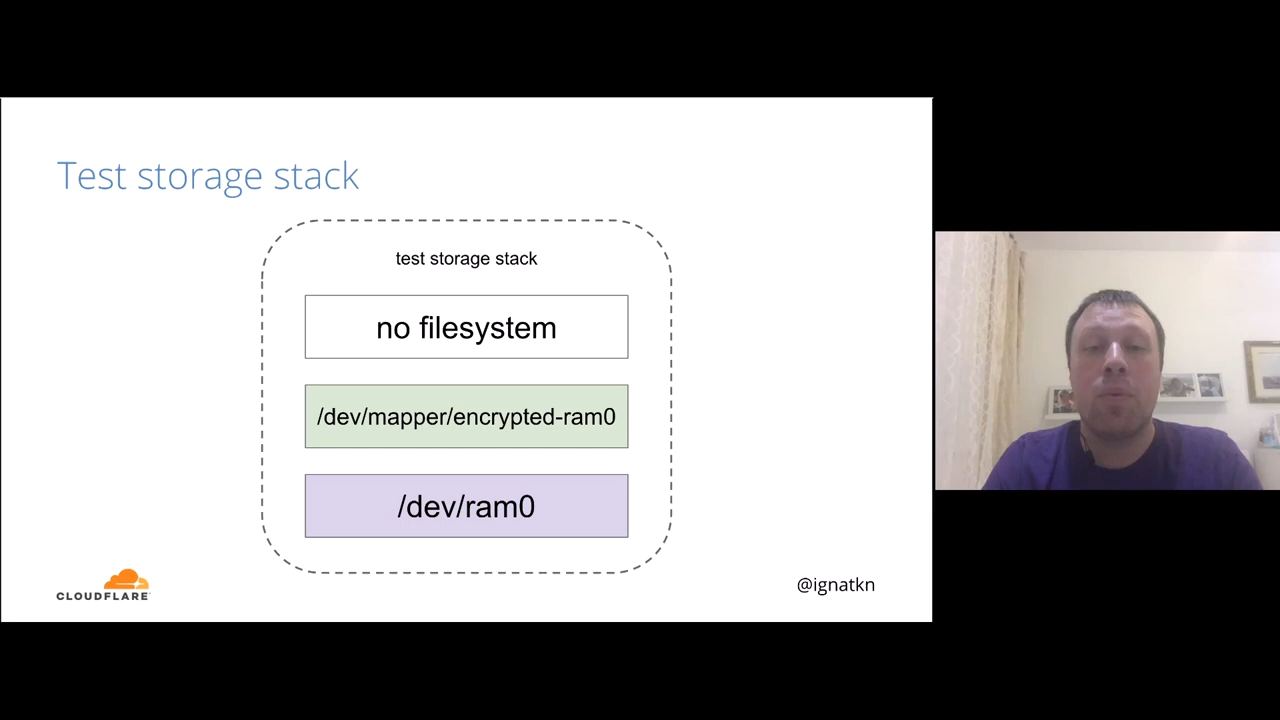 Test storage stack
test storage stack
no filesystem
/dev/mapper/encrypted-ram0
/dev/ram0
CLOUDFLARE
@ignatkn